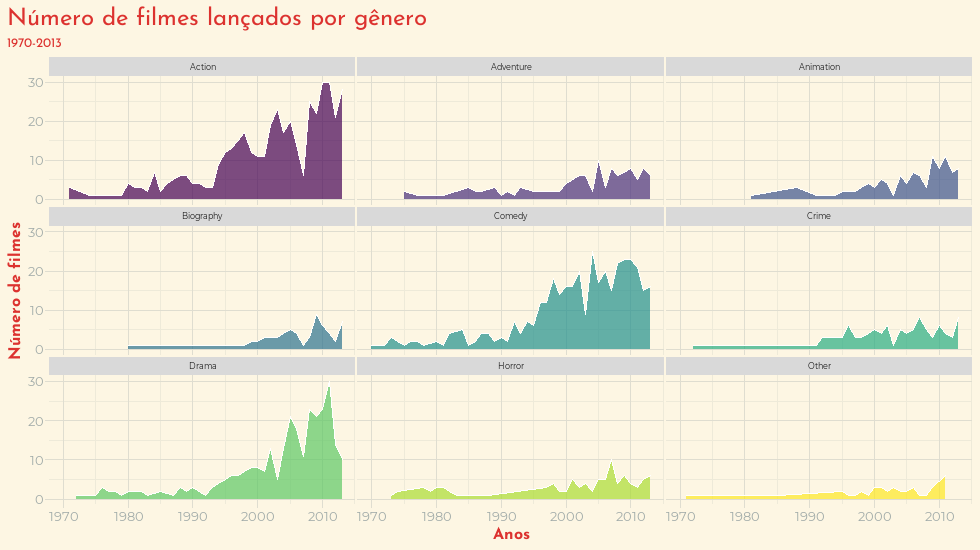 Número de filmes lançados por gênero
1970-2013
Action Adventure Animation
30
20
10
0
Biography Comedy Crime
30
20
10
0
Drama Horror Other
30
20
10
0
1970 1980 1990 2000 2010 1970 1980 1990 2000 2010 1970 1980 1990 2000 2010
Número de filmes
Anos